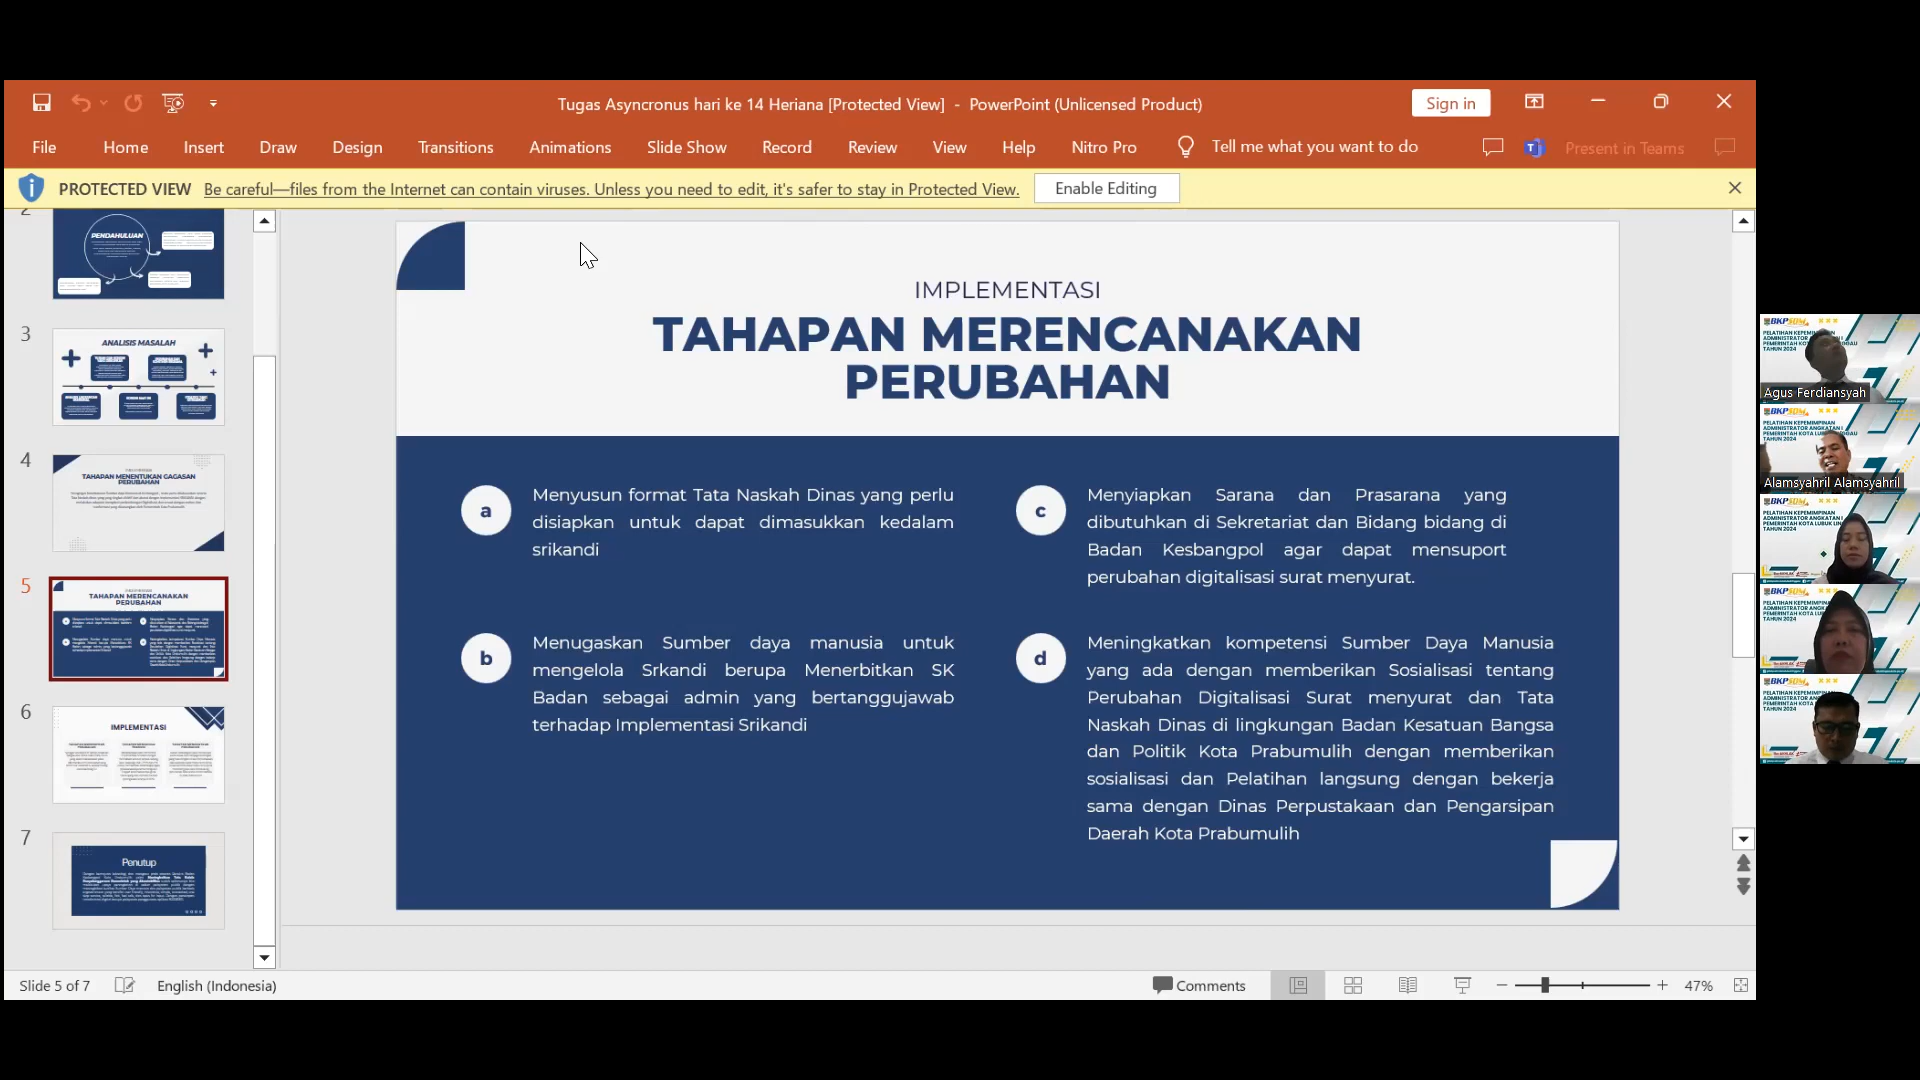 Tugas Asyncronus hari ke 14 Heriana [Protected View] - PowerPoint (Unlicensed Product)
Sign in
File Home Insert Draw Design Transitions Animations Slide Show Record Review View Help Nitro Pro Tell me what you want to do Present in Teams
PROTECTED VIEW Be careful—files from the Internet can contain viruses. Unless you need to edit, it's safer to stay in Protected View. Enable Editing
2
PENDAHULUAN
3
ANALISIS MASALAH
4
TAHAPAN MENENTUKAN GAGASAN
PERUBAHAN
5
TAHAPAN MERENCANAKAN
PERUBAHAN
6
IMPLEMENTASI
7
Penutup
IMPLEMENTASI
TAHAPAN MERENCANAKAN
PERUBAHAN
a
Menyusun format Tata Naskah Dinas yang perlu
disiapkan untuk dapat dimasukkan kedalam
srikandi
b
Menugaskan Sumber daya manusia untuk
mengelola Srkandi berupa Menerbitkan SK
Badan sebagai admin yang bertanggujawab
terhadap Implementasi Srikandi
c
Menyiapkan Sarana dan Prasarana yang
dibutuhkan di Sekretariat dan Bidang bidang di
Badan Kesbangpol agar dapat mensuport
perubahan digitalisasi surat menyurat.
d
Meningkatkan kompetensi Sumber Daya Manusia
yang ada dengan memberikan Sosialisasi tentang
Perubahan Digitalisasi Surat menyurat dan Tata
Naskah Dinas di lingkungan Badan Kesatuan Bangsa
dan Politik Kota Prabumulih dengan memberikan
sosialisasi dan Pelatihan langsung dengan bekerja
sama dengan Dinas Perpustakaan dan Pengarsipan
Daerah Kota Prabumulih
Agus Ferdiansyah
Alamsyahril Alamsyahril
Slide 5 of 7 English (Indonesia) Comments 47%